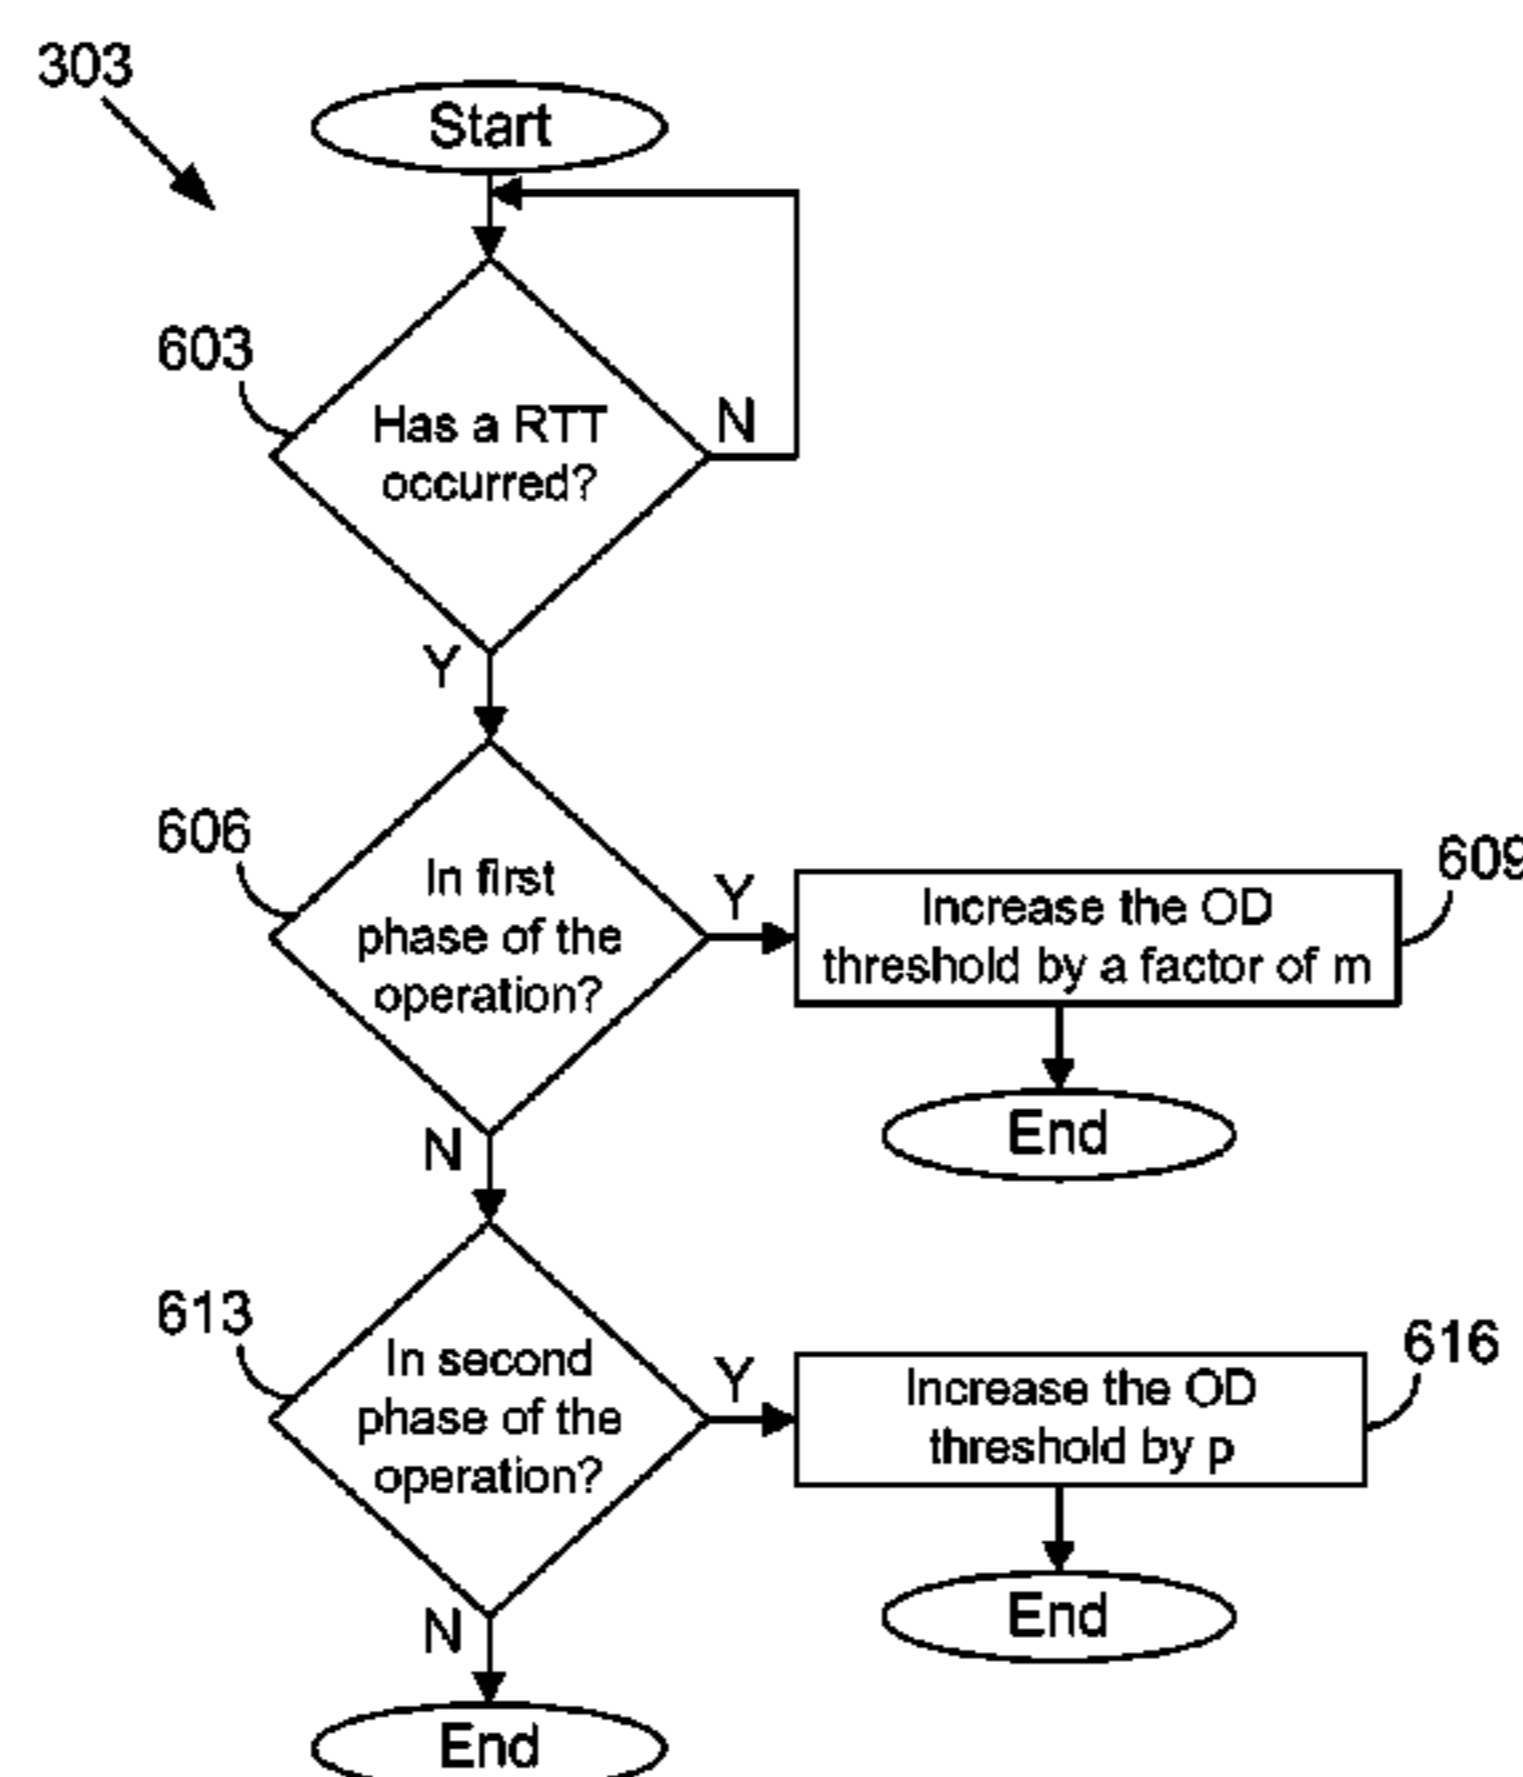 303
Start
603
Has a RTT
occurred?
N
Y
606
In first
phase of the
operation?
Y
Increase the OD
threshold by a factor of m
609
End
N
613
In second
phase of the
operation?
Y
Increase the OD
threshold by p
616
End
N
End